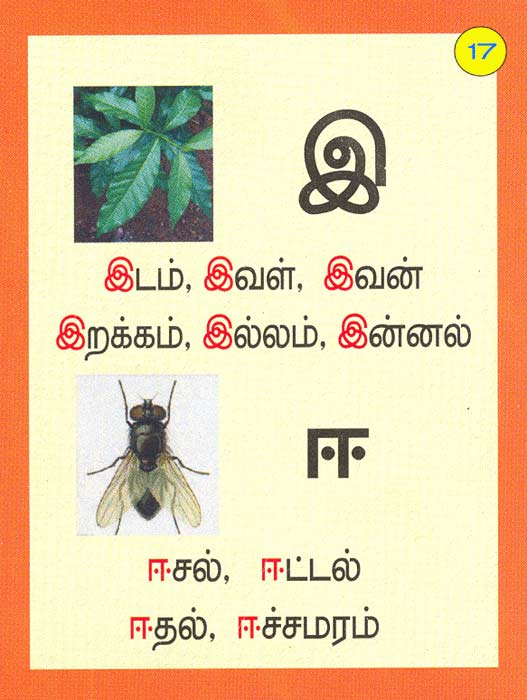 17
இ
இடம், இவள், இவன்
இறக்கம், இல்லம், இன்னல்
ஈ
ஈசல், ஈட்டல்
ஈதல், ஈச்சமரம்